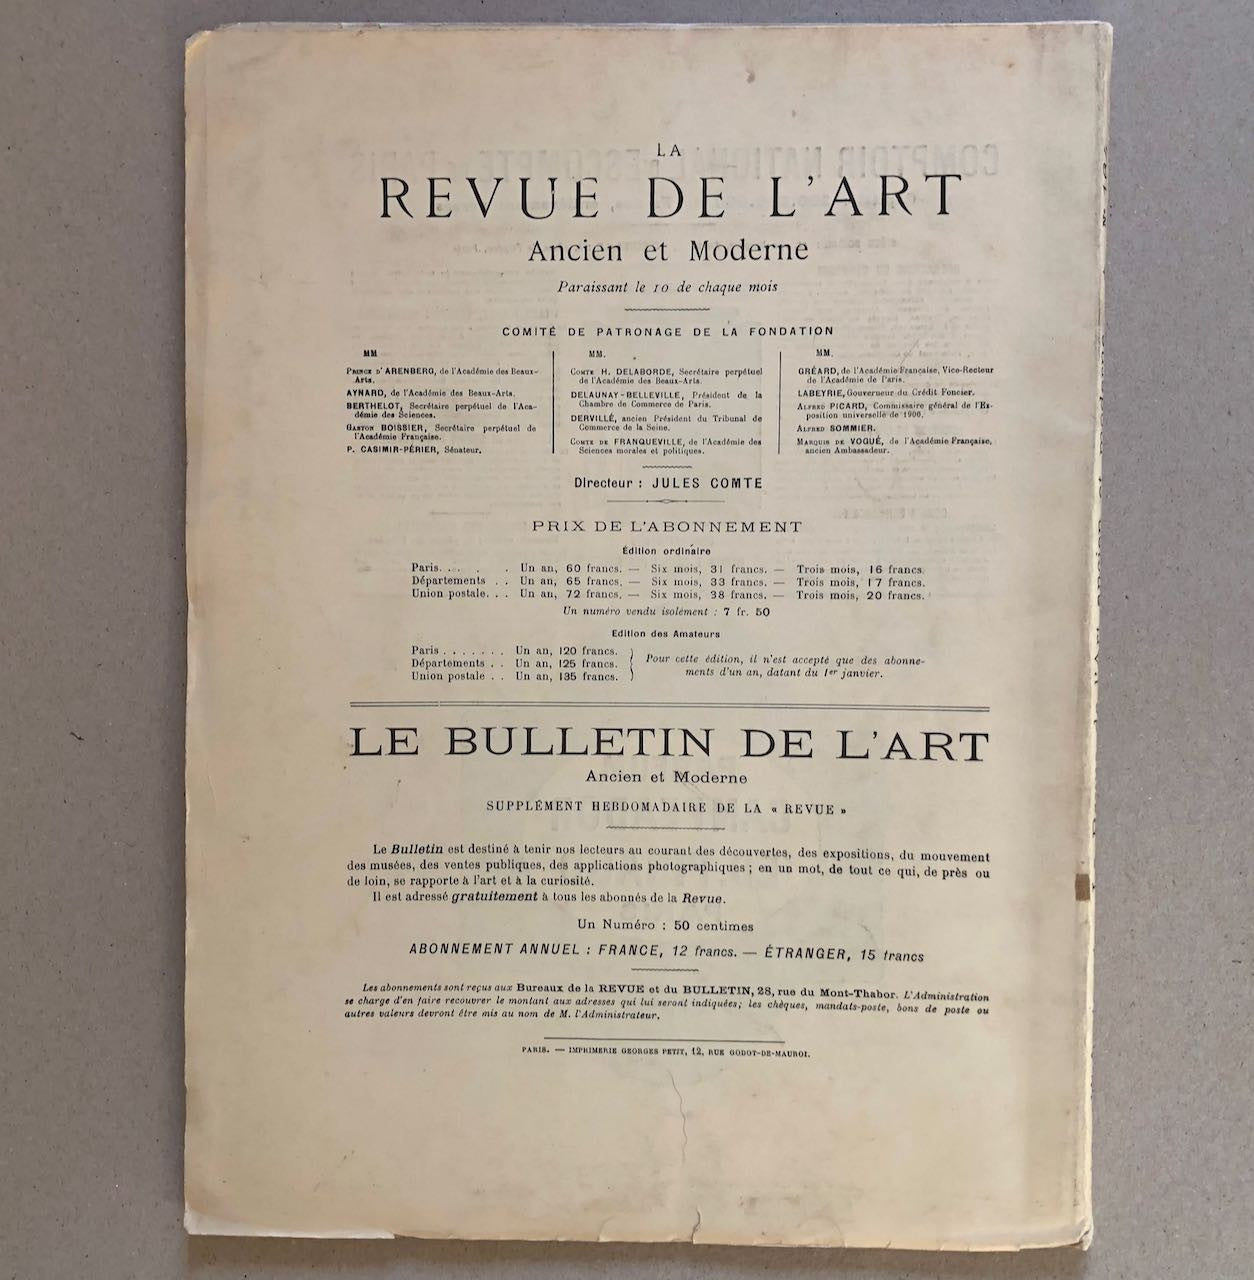 LA
REVUE DE L'ART
Ancien et Moderne
Paraissant le 10 de chaque mois
COMITÉ DE PATRONAGE DE LA FONDATION
MM
PRINCE D'ARENBERG, de l'Académie des Beaux-
Arts.
AYNARD, de l'Académie des Beaux-Arts.
BERTHELOT, Secrétaire perpétuel de l'Aca-
démie des Sciences.
GASTON BOISSIER, Secrétaire perpétuel de
l'Académie Française.
P. CASIMIR-PÉRIER, Sénateur.
MM.
COMTE H. DELABORDE, Secrétaire perpétuel
de l'Académie des Beaux-Arts.
DELAUNAY-BELLEVILLE, Président de la
Chambre de Commerce de Paris.
DERVILLÉ, ancien Président du Tribunal de
Commerce de la Seine.
COMTE DE FRANQUEVILLE, de l'Académie des
Sciences morales et politiques.
MM.
GRÉARD, de l'Académie Française, Vice-Recteur
de l'Académie de Paris.
LABEYRIE, Gouverneur du Crédit Foncier.
ALFRED PICARD, Commissaire général de l'Ex-
position universelle de 1900.
ALFRED SOMMIER.
MARQUIS DE VOGUÉ, de l'Académie Française,
ancien Ambassadeur.
Directeur : JULES COMTE
PRIX DE L'ABONNEMENT
Édition ordinaire
Paris. . . . . Un an, 60 francs. — Six mois, 31 francs. — Trois mois, 16 francs.
Départements . . Un an, 65 francs. — Six mois, 33 francs. — Trois mois, 17 francs.
Union postale. . . Un an, 72 francs. — Six mois, 38 francs. — Trois mois, 20 francs.
Un numéro vendu isolément : 7 fr. 50
Édition des Amateurs
Paris . . . . . . . Un an, 120 francs.
Départements . . Un an, 125 francs.
Union postale . . Un an, 135 francs.
Pour cette édition, il n'est accepté que des abonne-
ments d'un an, datant du 1er janvier.
LE BULLETIN DE L'ART
Ancien et Moderne
SUPPLÉMENT HEBDOMADAIRE DE LA « REVUE »
Le Bulletin est destiné à tenir nos lecteurs au courant des découvertes, des expositions, du mouvement
des musées, des ventes publiques, des applications photographiques ; en un mot, de tout ce qui, de près ou
de loin, se rapporte à l'art et à la curiosité.
Il est adressé gratuitement à tous les abonnés de la Revue.
Un Numéro : 50 centimes
ABONNEMENT ANNUEL : FRANCE, 12 francs. — ÉTRANGER, 15 francs
Les abonnements sont reçus aux Bureaux de la REVUE et du BULLETIN, 28, rue du Mont-Thabor. L'Administration
se charge d'en faire recouvrer le montant aux adresses qui lui seront indiquées; les chèques, mandats-poste, bons de poste ou
autres valeurs devront être mis au nom de M. l'Administrateur.
PARIS. — IMPRIMERIE GEORGES PETIT, 12, RUE GODOT-DE-MAUROI.